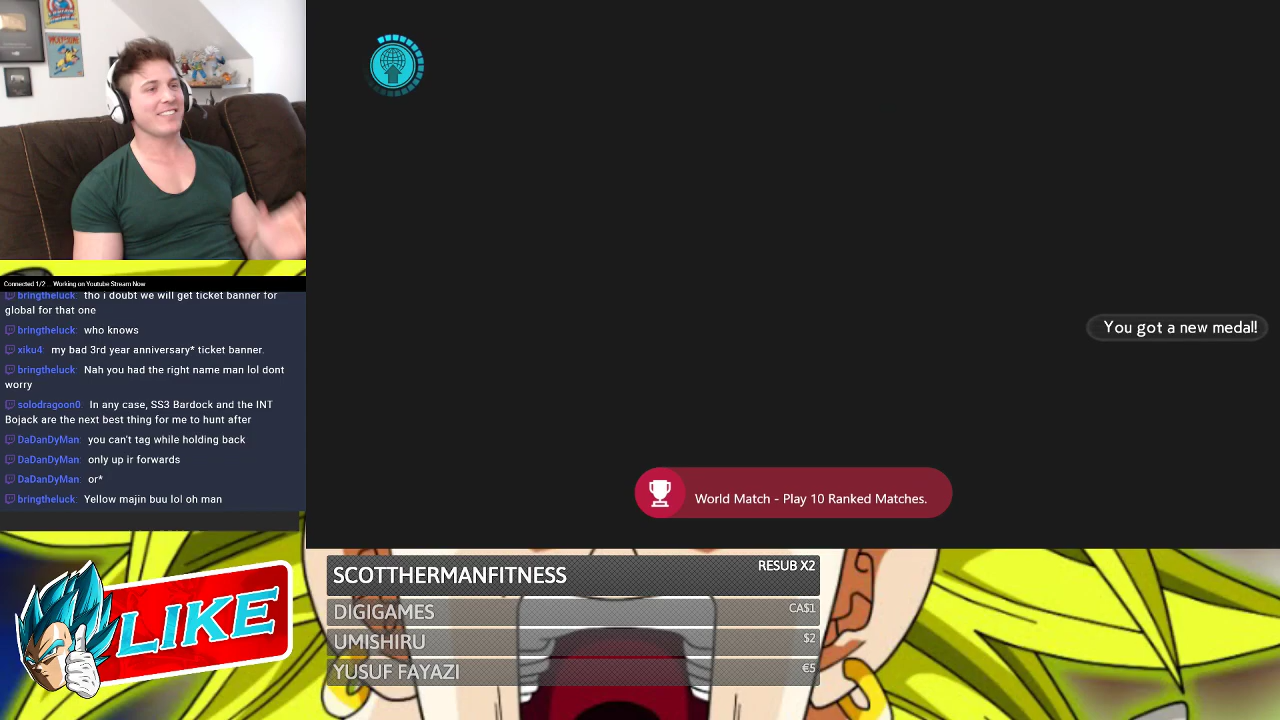 Connected 1/2 Working on Youtube Stream Now
bringtheluck: tho i doubt we will get ticket banner for
global for that one
bringtheluck: who knows
xiku4: my bad 3rd year anniversary* ticket banner.
bringtheluck: Nah you had the right name man lol dont
worry
solodragoon0: In any case, SS3 Bardock and the INT
Bojack are the next best thing for me to hunt after
DaDanDyMan: you can't tag while holding back
DaDanDyMan: only up ir forwards
DaDanDyMan: or*
bringtheluck: Yellow majin buu lol oh man
LIKE
You got a new medal!
World Match - Play 10 Ranked Matches.
SCOTTHERMANFITNESS RESUB X2
DIGIGAMES CA$1
UMISHIRU $2
YUSUF FAYAZI €5